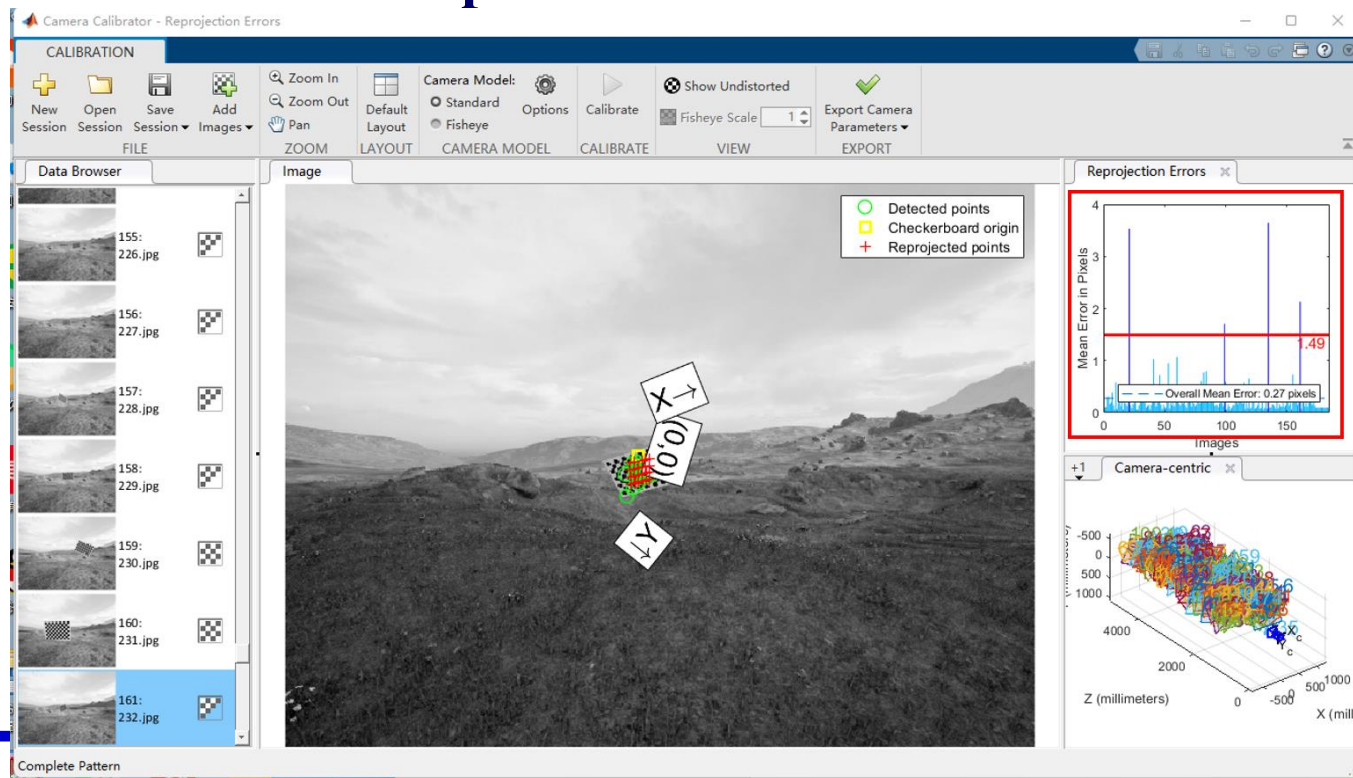 Camera Calibrator - Reprojection Errors
CALIBRATION
New Session
Open Session
Save Session
Add Images
FILE
Zoom In
Zoom Out
Pan
ZOOM
Default Layout
LAYOUT
Camera Model:
Standard
Fisheye
Options
CAMERA MODEL
Calibrate
CALIBRATE
Show Undistorted
Fisheye Scale 1
VIEW
Export Camera Parameters
EXPORT
Data Browser
155:
226.jpg
156:
227.jpg
157:
228.jpg
158:
229.jpg
159:
230.jpg
160:
231.jpg
161:
232.jpg
Image
Detected points
Checkerboard origin
Reprojected points
X→
(0,0)
Y→
Reprojection Errors
Mean Error in Pixels
4
3
2
1
0
1.49
Overall Mean Error: 0.27 pixels
0 50 100 150
Images
+1
Camera-centric
-500
0
500
1000
4000
2000
0
Z (millimeters)
-500
0
500
1000
X (mill
Xc
Yc
Complete Pattern